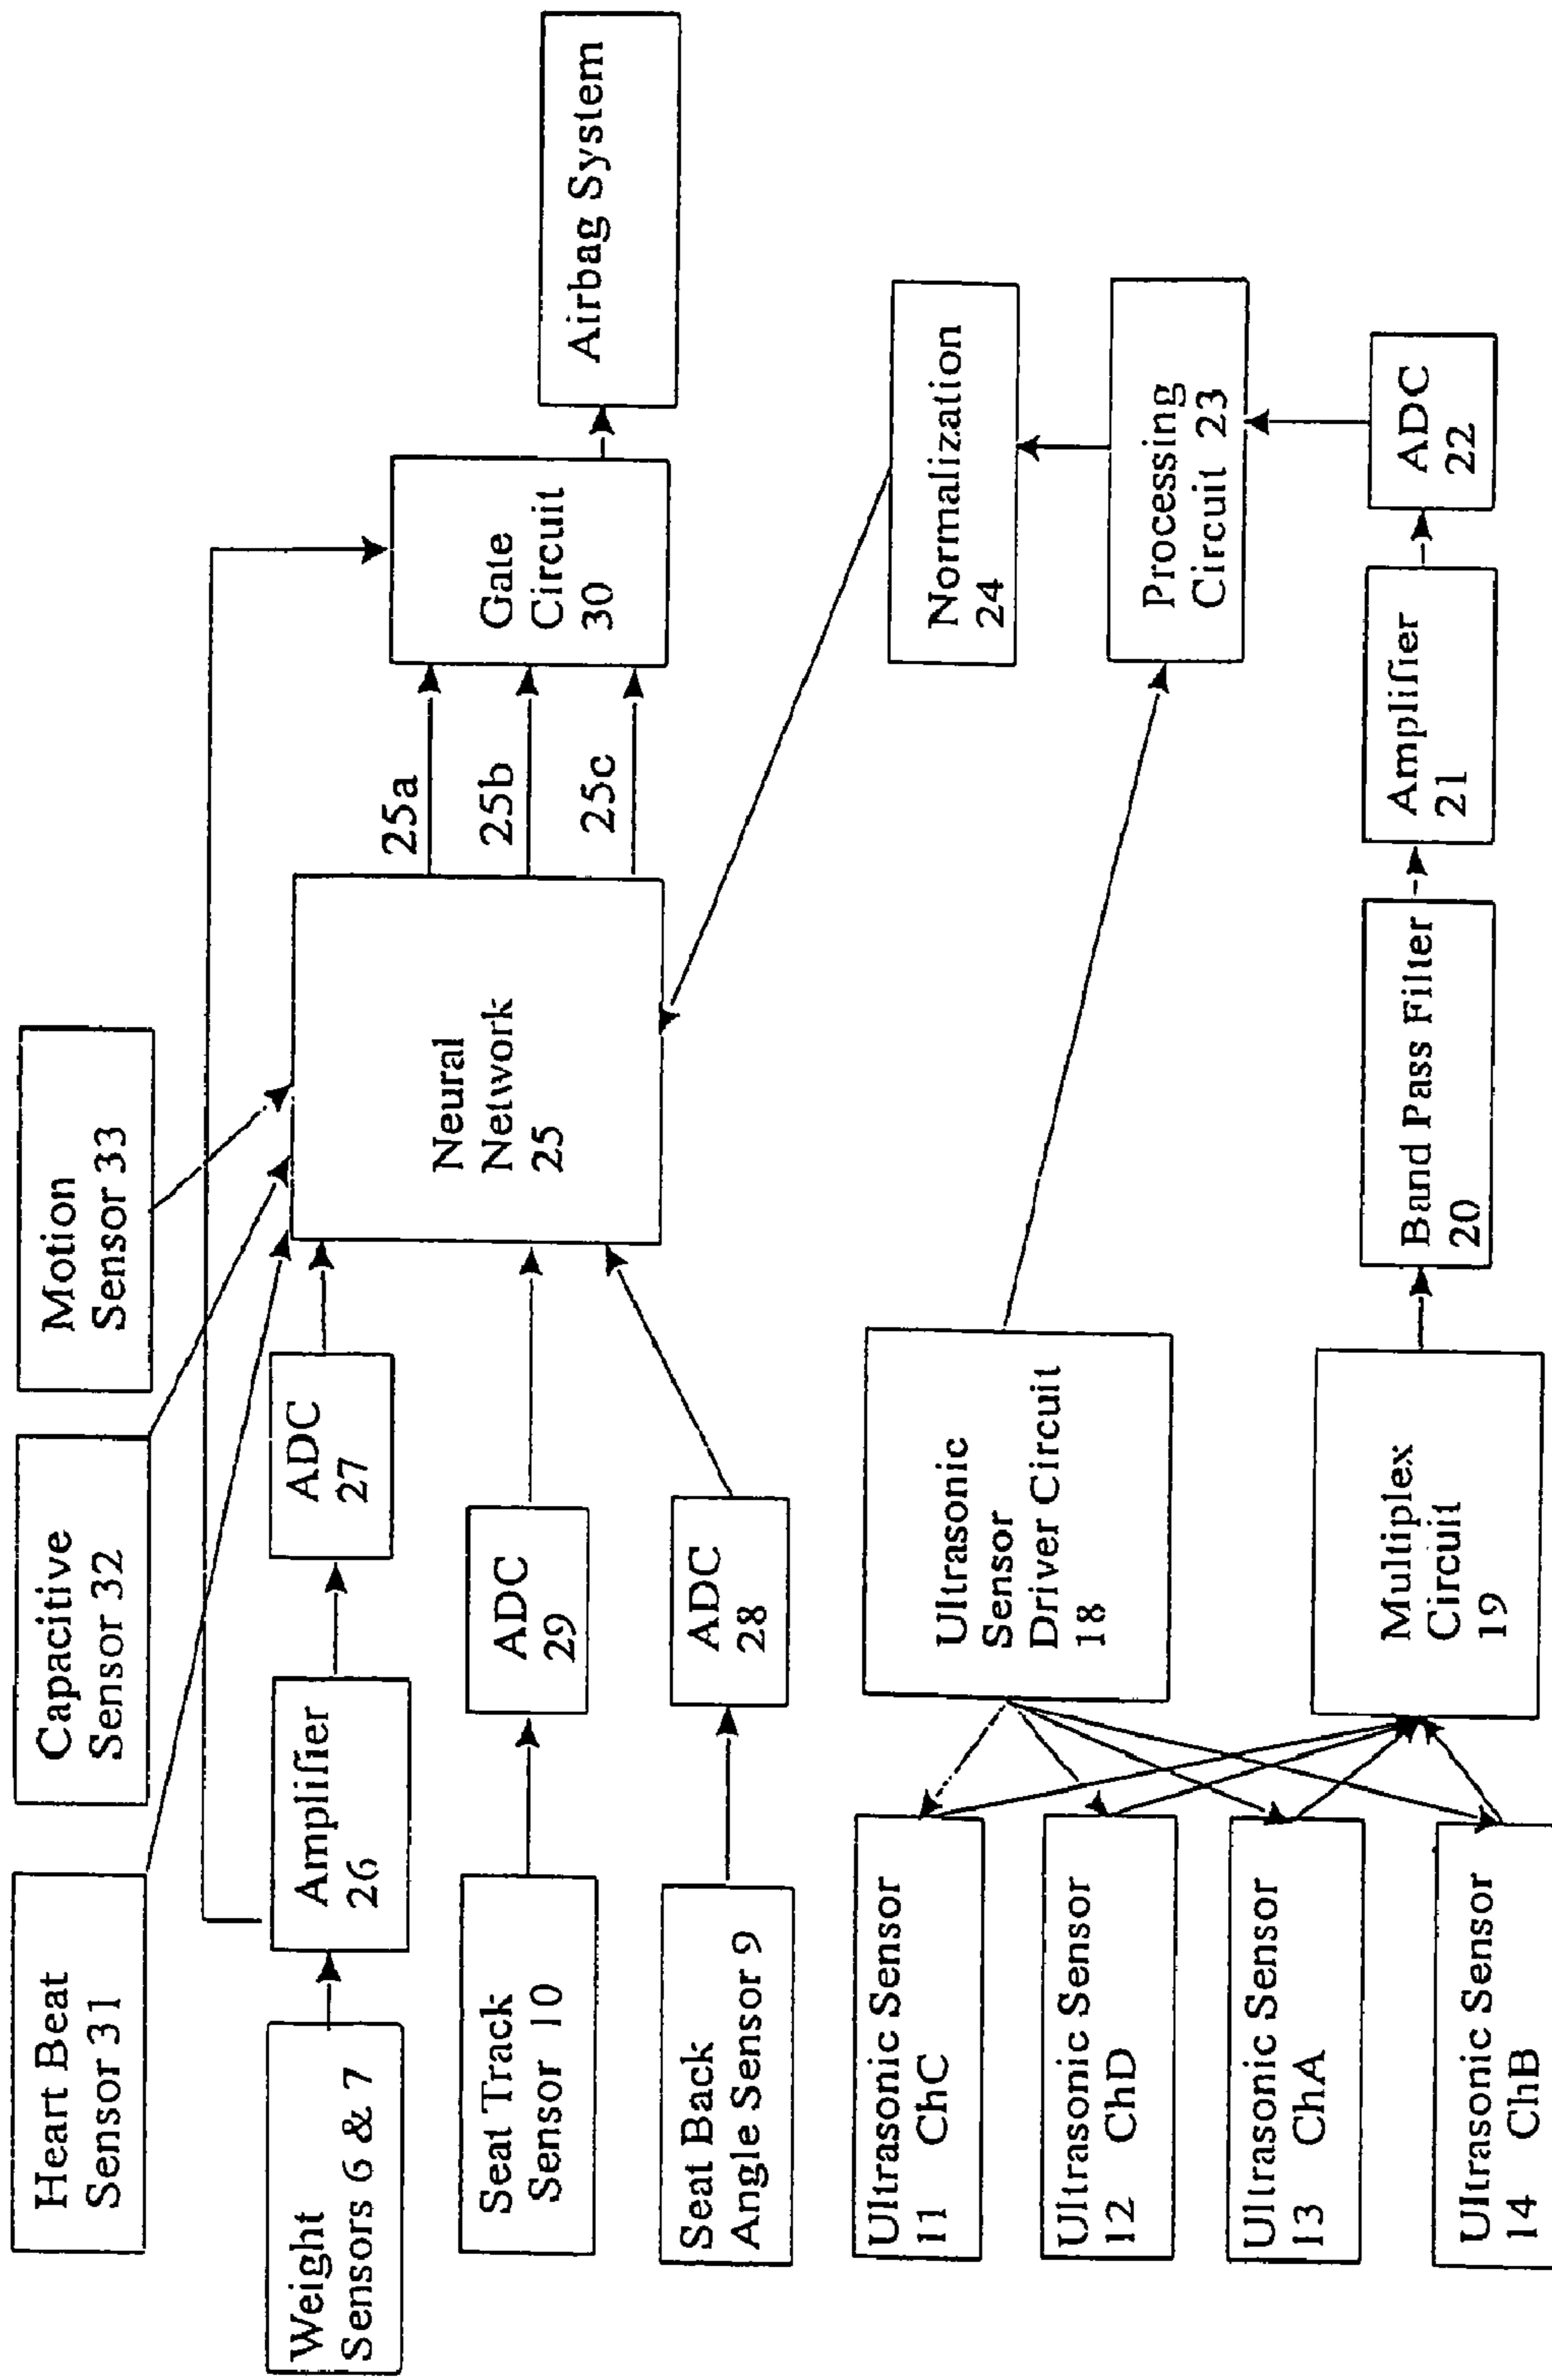 Heart Beat
Sensor 31
Capacitive
Sensor 32
Motion
Sensor 33
Weight
Sensors 6 & 7
Amplifier
26
ADC
27
Neural
Network
25
25a
25b
25c
Gate
Circuit
30
Airbag System
Seat Track
Sensor 10
ADC
29
Seat Back
Angle Sensor 9
ADC
28
Ultrasonic Sensor
11 ChC
Ultrasonic Sensor
12 ChD
Ultrasonic Sensor
13 ChA
Ultrasonic Sensor
14 ChB
Ultrasonic
Sensor
Driver Circuit
18
Multiplex
Circuit
19
Band Pass Filter
20
Amplifier
21
ADC
22
Processing
Circuit 23
Normalization
24